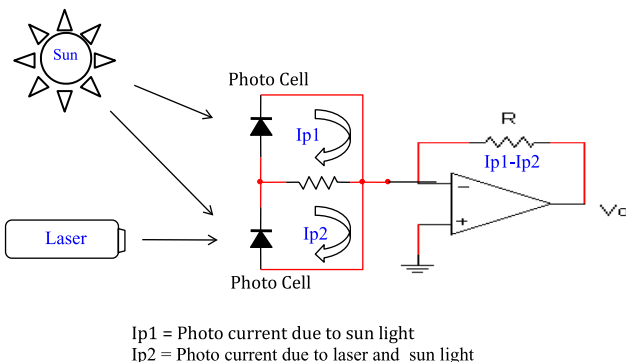 Sun
Photo Cell
Ip1
R
Ip1-Ip2
−
+
Vo
Laser
Ip2
Photo Cell
Ip1 = Photo current due to sun light
Ip2 = Photo current due to laser and sun light